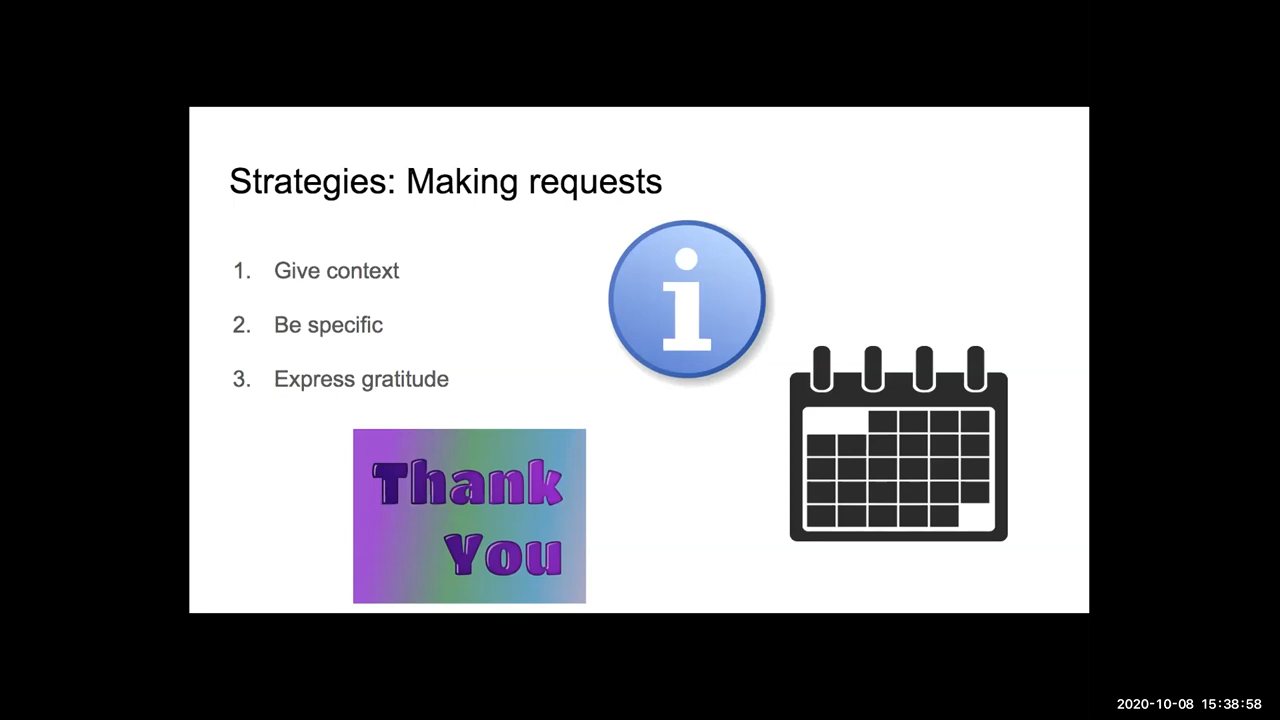 Strategies: Making requests
1. Give context
2. Be specific
3. Express gratitude
i
Thank
You
2020-10-08 15:38:58